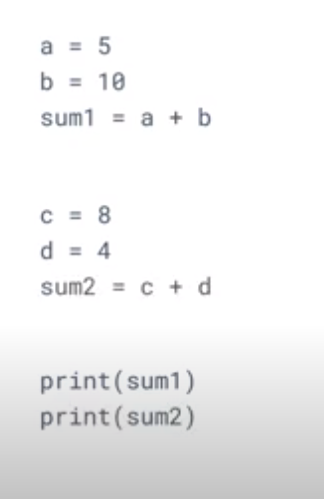 a = 5
b = 10
sum1 = a + b
c = 8
d = 4
sum2 = c + d
print(sum1)
print(sum2)